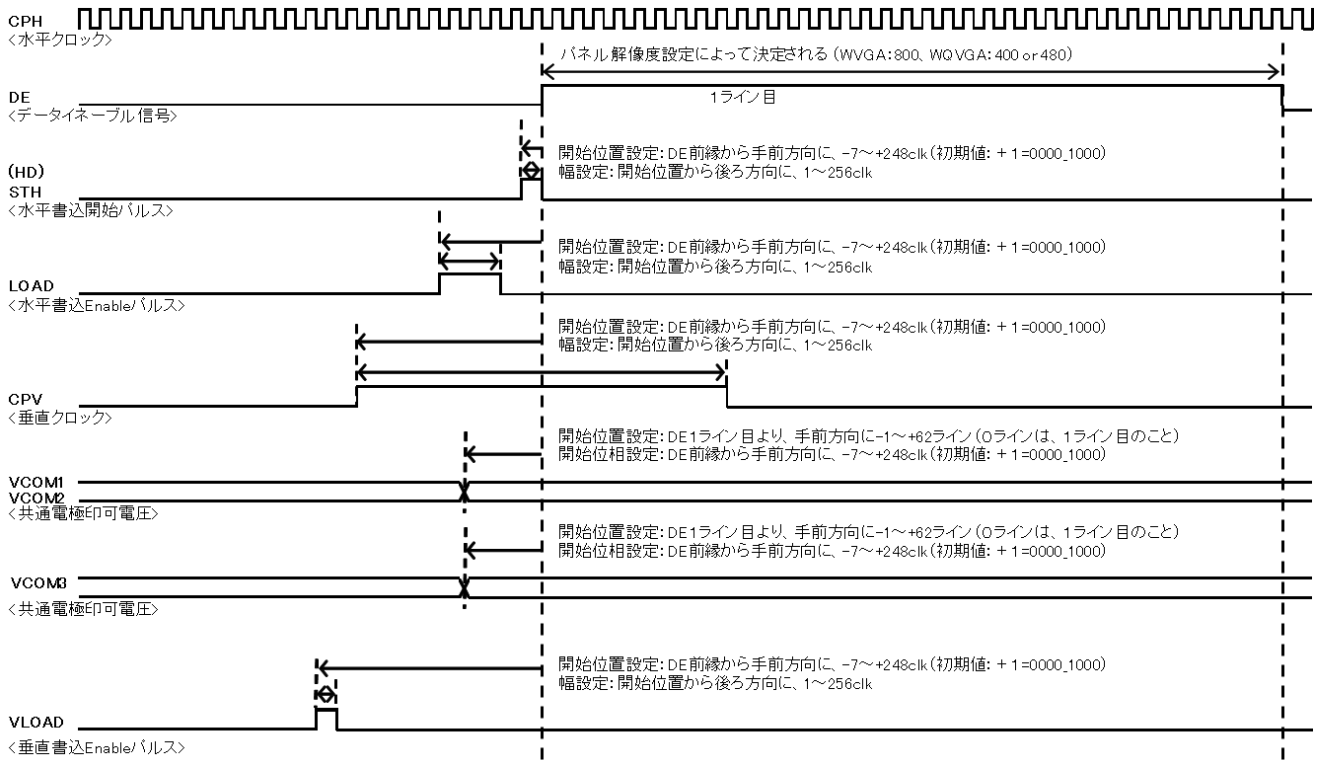 CPH
<水平クロック>
パネル解像度設定によって決定される(WVGA:800、WQVGA:400 or 480)
DE
<データイネーブル信号>
1ライン目
開始位置設定:DE前縁から手前方向に、-7~+248clk(初期値:+1=0000_1000)
幅設定:開始位置から後ろ方向に、1~256clk
(HD)
STH
<水平書込開始パルス>
開始位置設定:DE前縁から手前方向に、-7~+248clk(初期値:+1=0000_1000)
幅設定:開始位置から後ろ方向に、1~256clk
LOAD
<水平書込Enableパルス>
開始位置設定:DE前縁から手前方向に、-7~+248clk(初期値:+1=0000_1000)
幅設定:開始位置から後ろ方向に、1~256clk
CPV
<垂直クロック>
開始位置設定:DE1ライン目より、手前方向に-1~+62ライン(0ラインは、1ライン目のこと)
開始位相設定:DE前縁から手前方向に、-7~+248clk(初期値:+1=0000_1000)
VCOM1
VCOM2
<共通電極印可電圧>
開始位置設定:DE1ライン目より、手前方向に-1~+62ライン(0ラインは、1ライン目のこと)
開始位相設定:DE前縁から手前方向に、-7~+248clk(初期値:+1=0000_1000)
VCOM3
<共通電極印可電圧>
開始位置設定:DE前縁から手前方向に、-7~+248clk(初期値:+1=0000_1000)
幅設定:開始位置から後ろ方向に、1~256clk
VLOAD
<垂直書込Enableパルス>